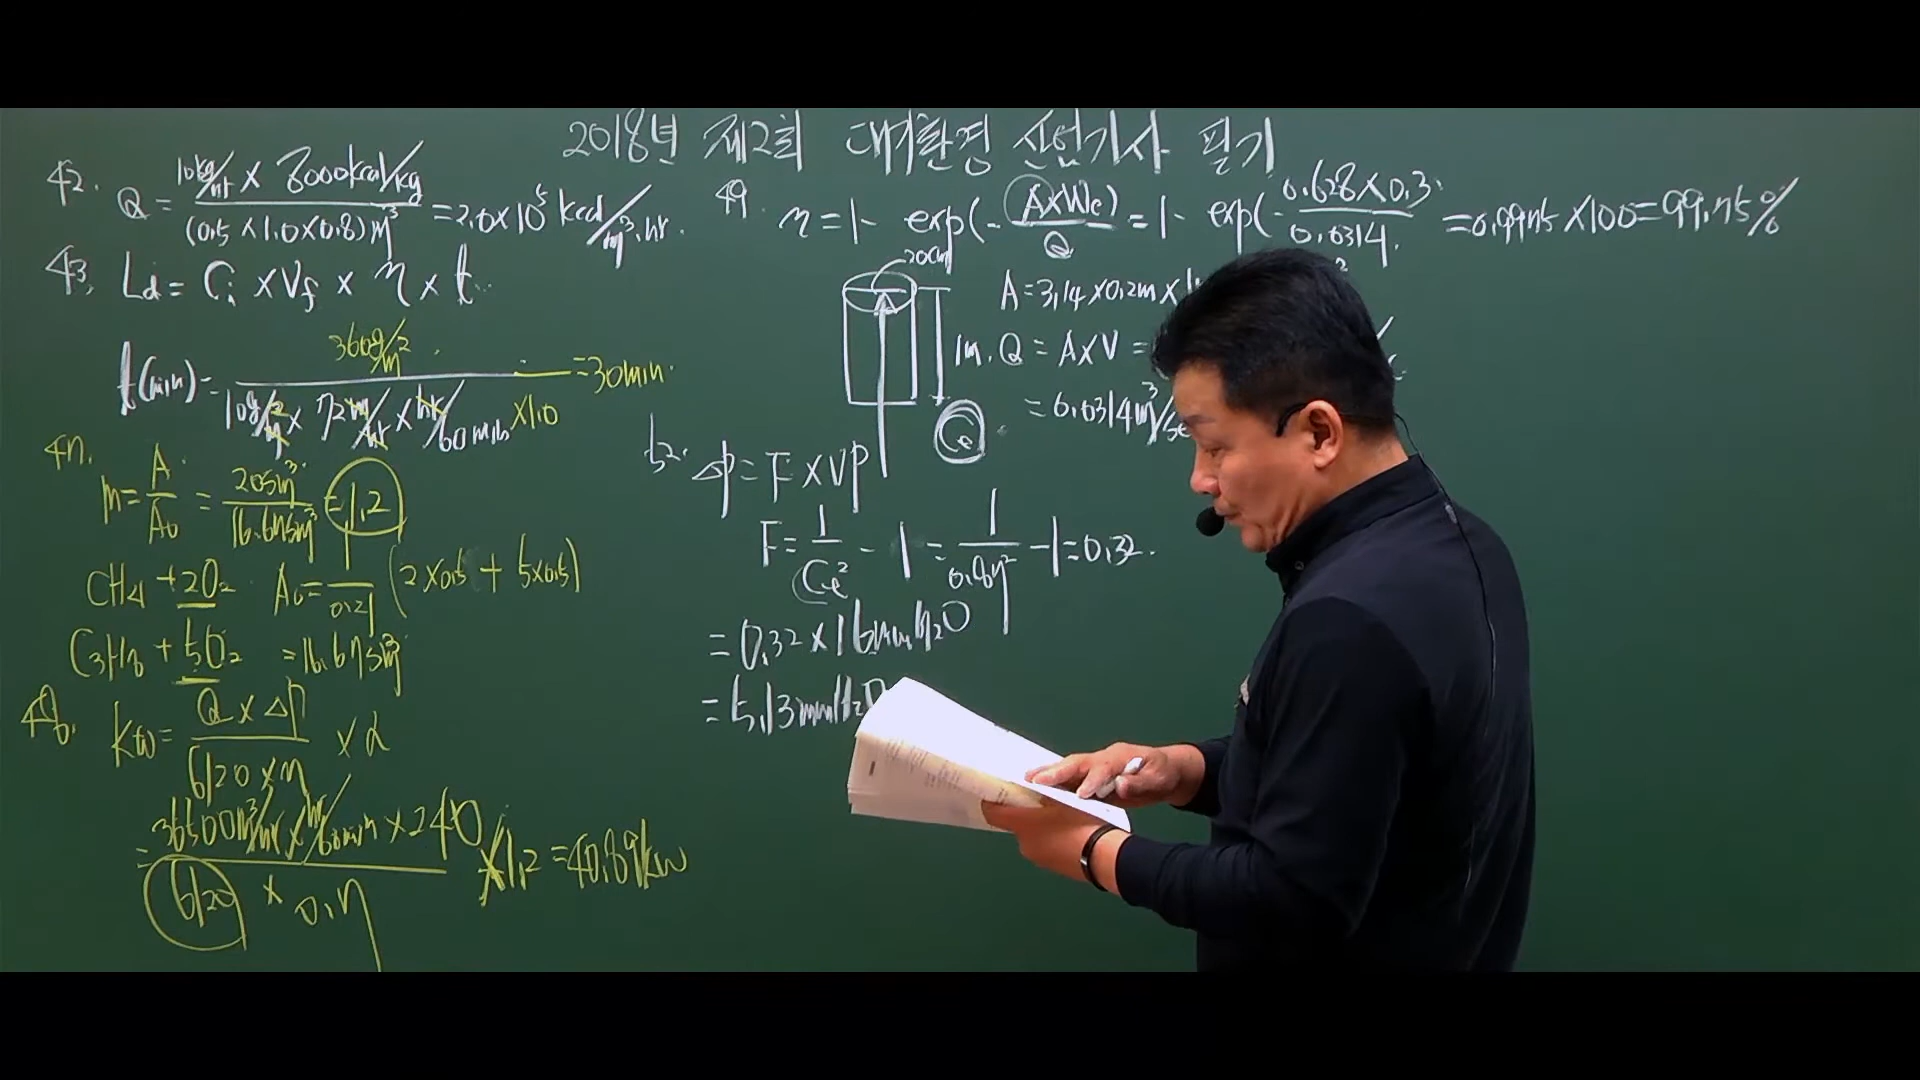 2018년 제2회 대기환경 산업기사 필기
42. Q = 10kg/hr × 8000kcal/kg / (0.5×1.0×0.8)m³ = 2.0×10⁵ kcal/m³.hr.
43. Ld = Ci × Vf × η × t
t(min) = 360g/m² / 10g/m³ × 72m/hr × hr/60min × 1.0 = 30min.
47. m = A/A₀ = 20Sm³/16.67Sm³ = 1.2
CH₄ + 2O₂ A₀ = 1/0.21 (2×0.5 + 5×0.5)
C₃H₈ + 5O₂ = 16.67Sm³
48. kW = Q×ΔP / 6120×η × α
= 36500m³/hr × hr/60min × 240 / 6120 × 0.7 × 1.2 = 40.89kW
49. η = 1- exp(- A×We / Q) = 1- exp(- 0.628×0.3 / 0.0314) = 0.9975 × 100 = 99.75%
20cm
A = 3.14×0.2m×
1m. Q = A×V =
= 0.0314m³/
52. ΔP = F × VP
F = 1/Ce² - 1 = 1/0.87² - 1 = 0.32.
= 0.32 × 16mmH₂O
= 5.13mmH₂O